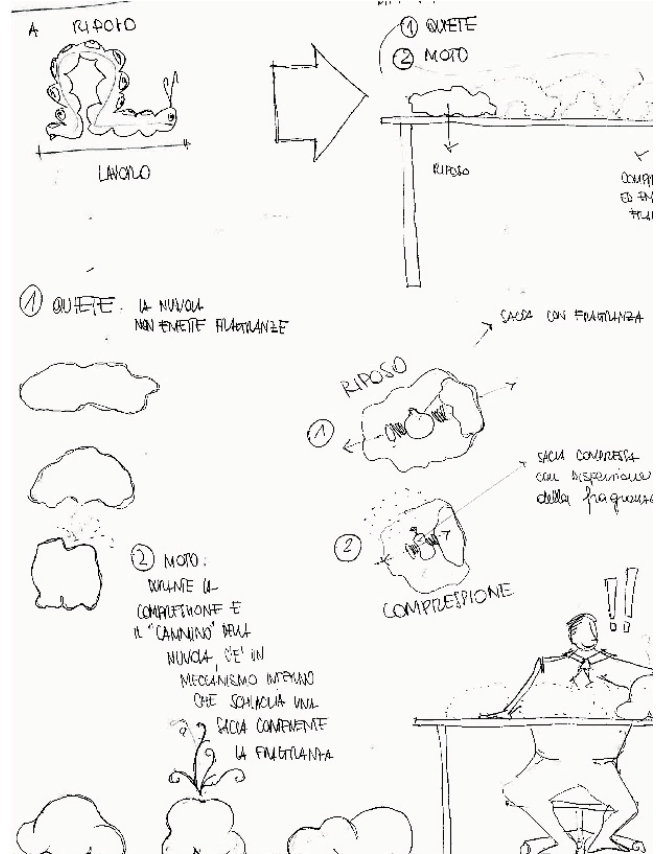 A RIPOSO
LAVORO
1 QUIETE
2 MOTO
RIPOSO
1 QUIETE: LA NUVOLA
NON EMETTE FRAGRANZE
SACCA CON FRAGRANZA
RIPOSO
1
SACCA COMPRESSA
con dispersione
della
2
COMPRESSIONE
!!
2 MOTO:
DURANTE LA
COMPRESSIONE E
IL "CAMMINO" DELLA
NUVOLA, C'E' UN
MECCANISMO INTERNO
CHE SCHIACCIA UNA
SACCA CONTENENTE
LA FRAGRANZA